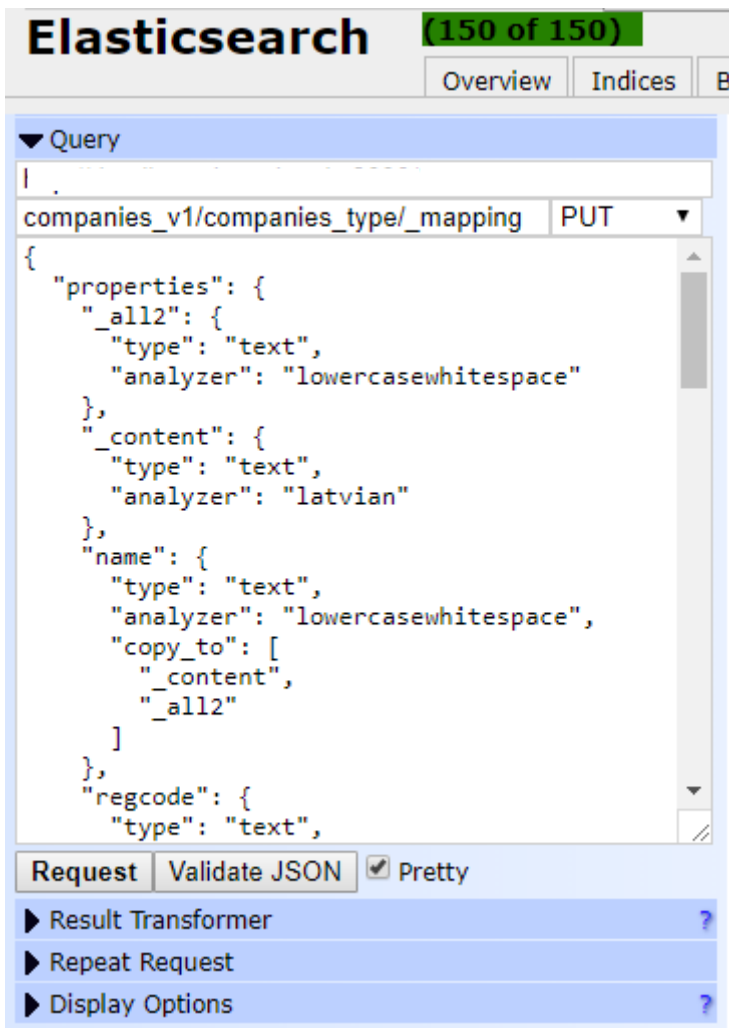 Elasticsearch
(150 of 150)
Overview Indices B
Query
companies_v1/companies_type/_mapping PUT
{
"properties": {
"_all2": {
"type": "text",
"analyzer": "lowercasewhitespace"
},
"_content": {
"type": "text",
"analyzer": "latvian"
},
"name": {
"type": "text",
"analyzer": "lowercasewhitespace",
"copy_to": [
"_content",
"_all2"
]
},
"regcode": {
"type": "text",
Request Validate JSON Pretty
Result Transformer ?
Repeat Request
Display Options ?